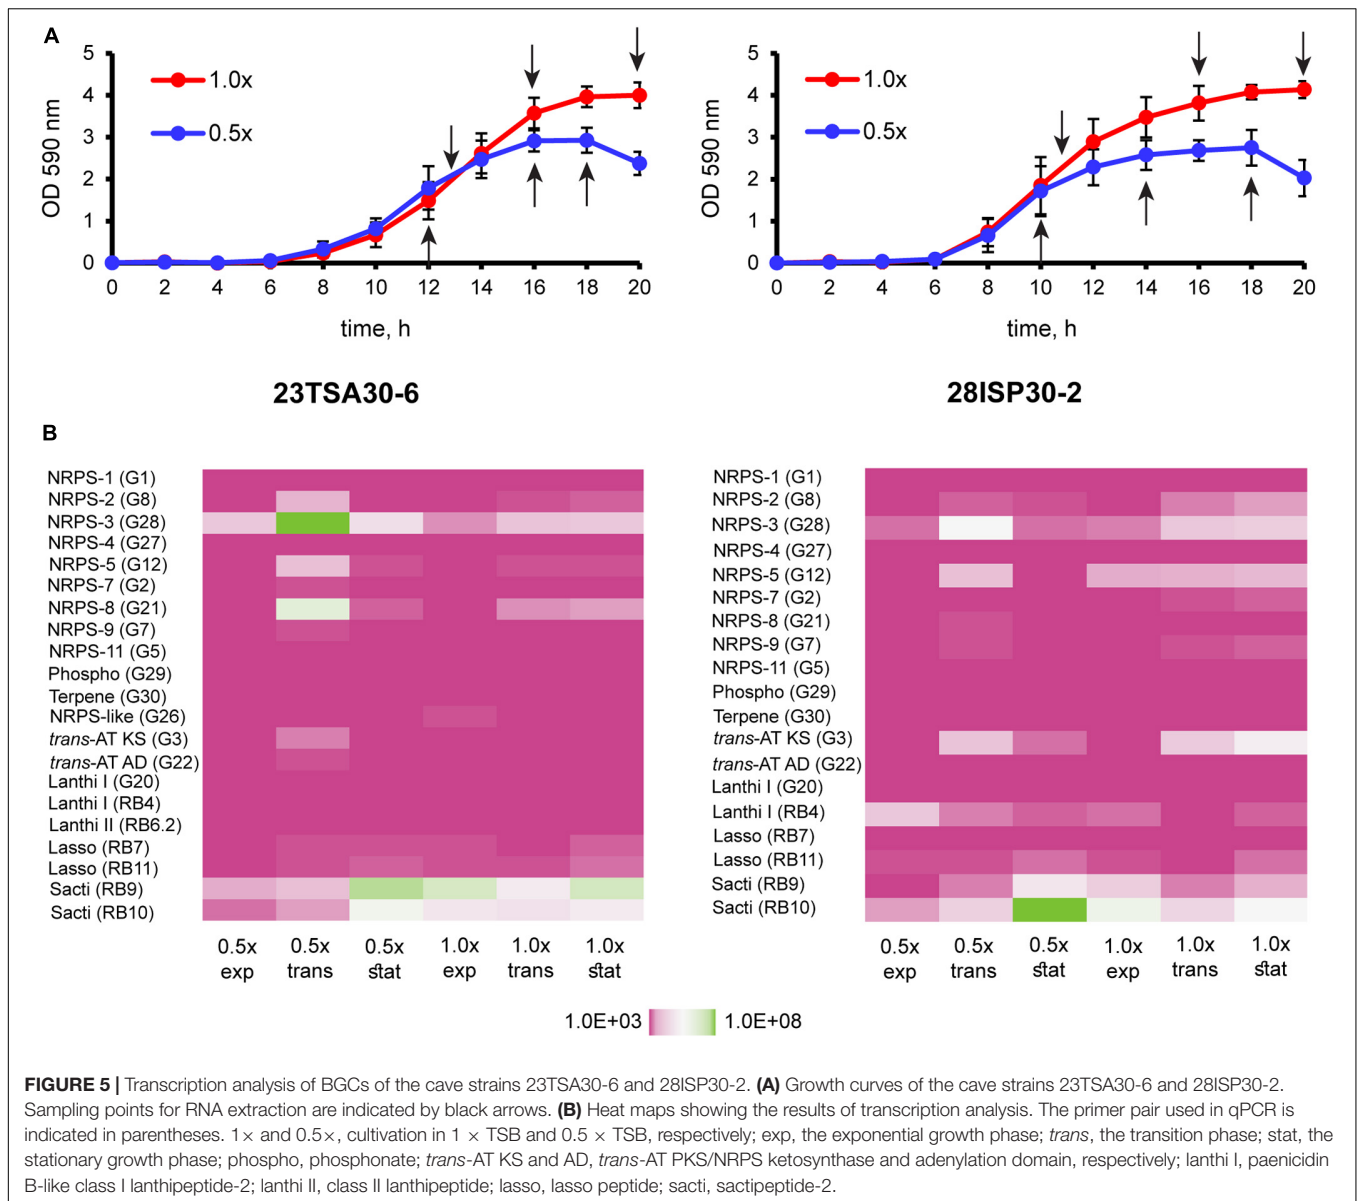 A
5
4
3
2
1
0
OD 590 nm
1.0x
0.5x
0 2 4 6 8 10 12 14 16 18 20
time, h
23TSA30-6
5
4
3
2
1
0
OD 590 nm
1.0x
0.5x
0 2 4 6 8 10 12 14 16 18 20
time, h
28ISP30-2
B
NRPS-1 (G1)
NRPS-2 (G8)
NRPS-3 (G28)
NRPS-4 (G27)
NRPS-5 (G12)
NRPS-7 (G2)
NRPS-8 (G21)
NRPS-9 (G7)
NRPS-11 (G5)
Phospho (G29)
Terpene (G30)
NRPS-like (G26)
trans-AT KS (G3)
trans-AT AD (G22)
Lanthi I (G20)
Lanthi I (RB4)
Lanthi II (RB6.2)
Lasso (RB7)
Lasso (RB11)
Sacti (RB9)
Sacti (RB10)
0.5x 0.5x 0.5x 1.0x 1.0x 1.0x
exp trans stat exp trans stat
NRPS-1 (G1)
NRPS-2 (G8)
NRPS-3 (G28)
NRPS-4 (G27)
NRPS-5 (G12)
NRPS-7 (G2)
NRPS-8 (G21)
NRPS-9 (G7)
NRPS-11 (G5)
Phospho (G29)
Terpene (G30)
trans-AT KS (G3)
trans-AT AD (G22)
Lanthi I (G20)
Lanthi I (RB4)
Lasso (RB7)
Lasso (RB11)
Sacti (RB9)
Sacti (RB10)
0.5x 0.5x 0.5x 1.0x 1.0x 1.0x
exp trans stat exp trans stat
1.0E+03 1.0E+08
FIGURE 5 | Transcription analysis of BGCs of the cave strains 23TSA30-6 and 28ISP30-2. (A) Growth curves of the cave strains 23TSA30-6 and 28ISP30-2.
Sampling points for RNA extraction are indicated by black arrows. (B) Heat maps showing the results of transcription analysis. The primer pair used in qPCR is
indicated in parentheses. 1× and 0.5×, cultivation in 1 × TSB and 0.5 × TSB, respectively; exp, the exponential growth phase; trans, the transition phase; stat, the
stationary growth phase; phospho, phosphonate; trans-AT KS and AD, trans-AT PKS/NRPS ketosynthase and adenylation domain, respectively; lanthi I, paenicidin
B-like class I lanthipeptide-2; lanthi II, class II lanthipeptide; lasso, lasso peptide; sacti, sactipeptide-2.